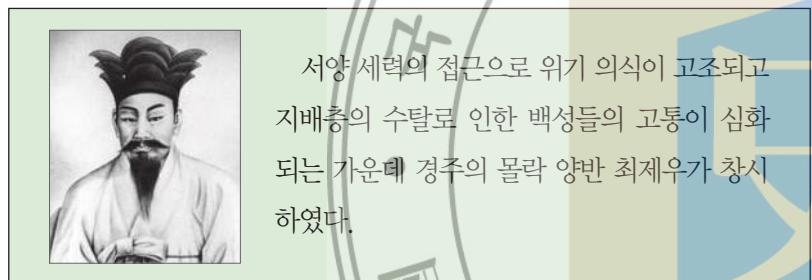 서양 세력의 접근으로 위기 의식이 고조되고
지배층의 수탈로 인한 백성들의 고통이 심화
되는 가운데 경주의 몰락 양반 최제우가 창시
하였다.